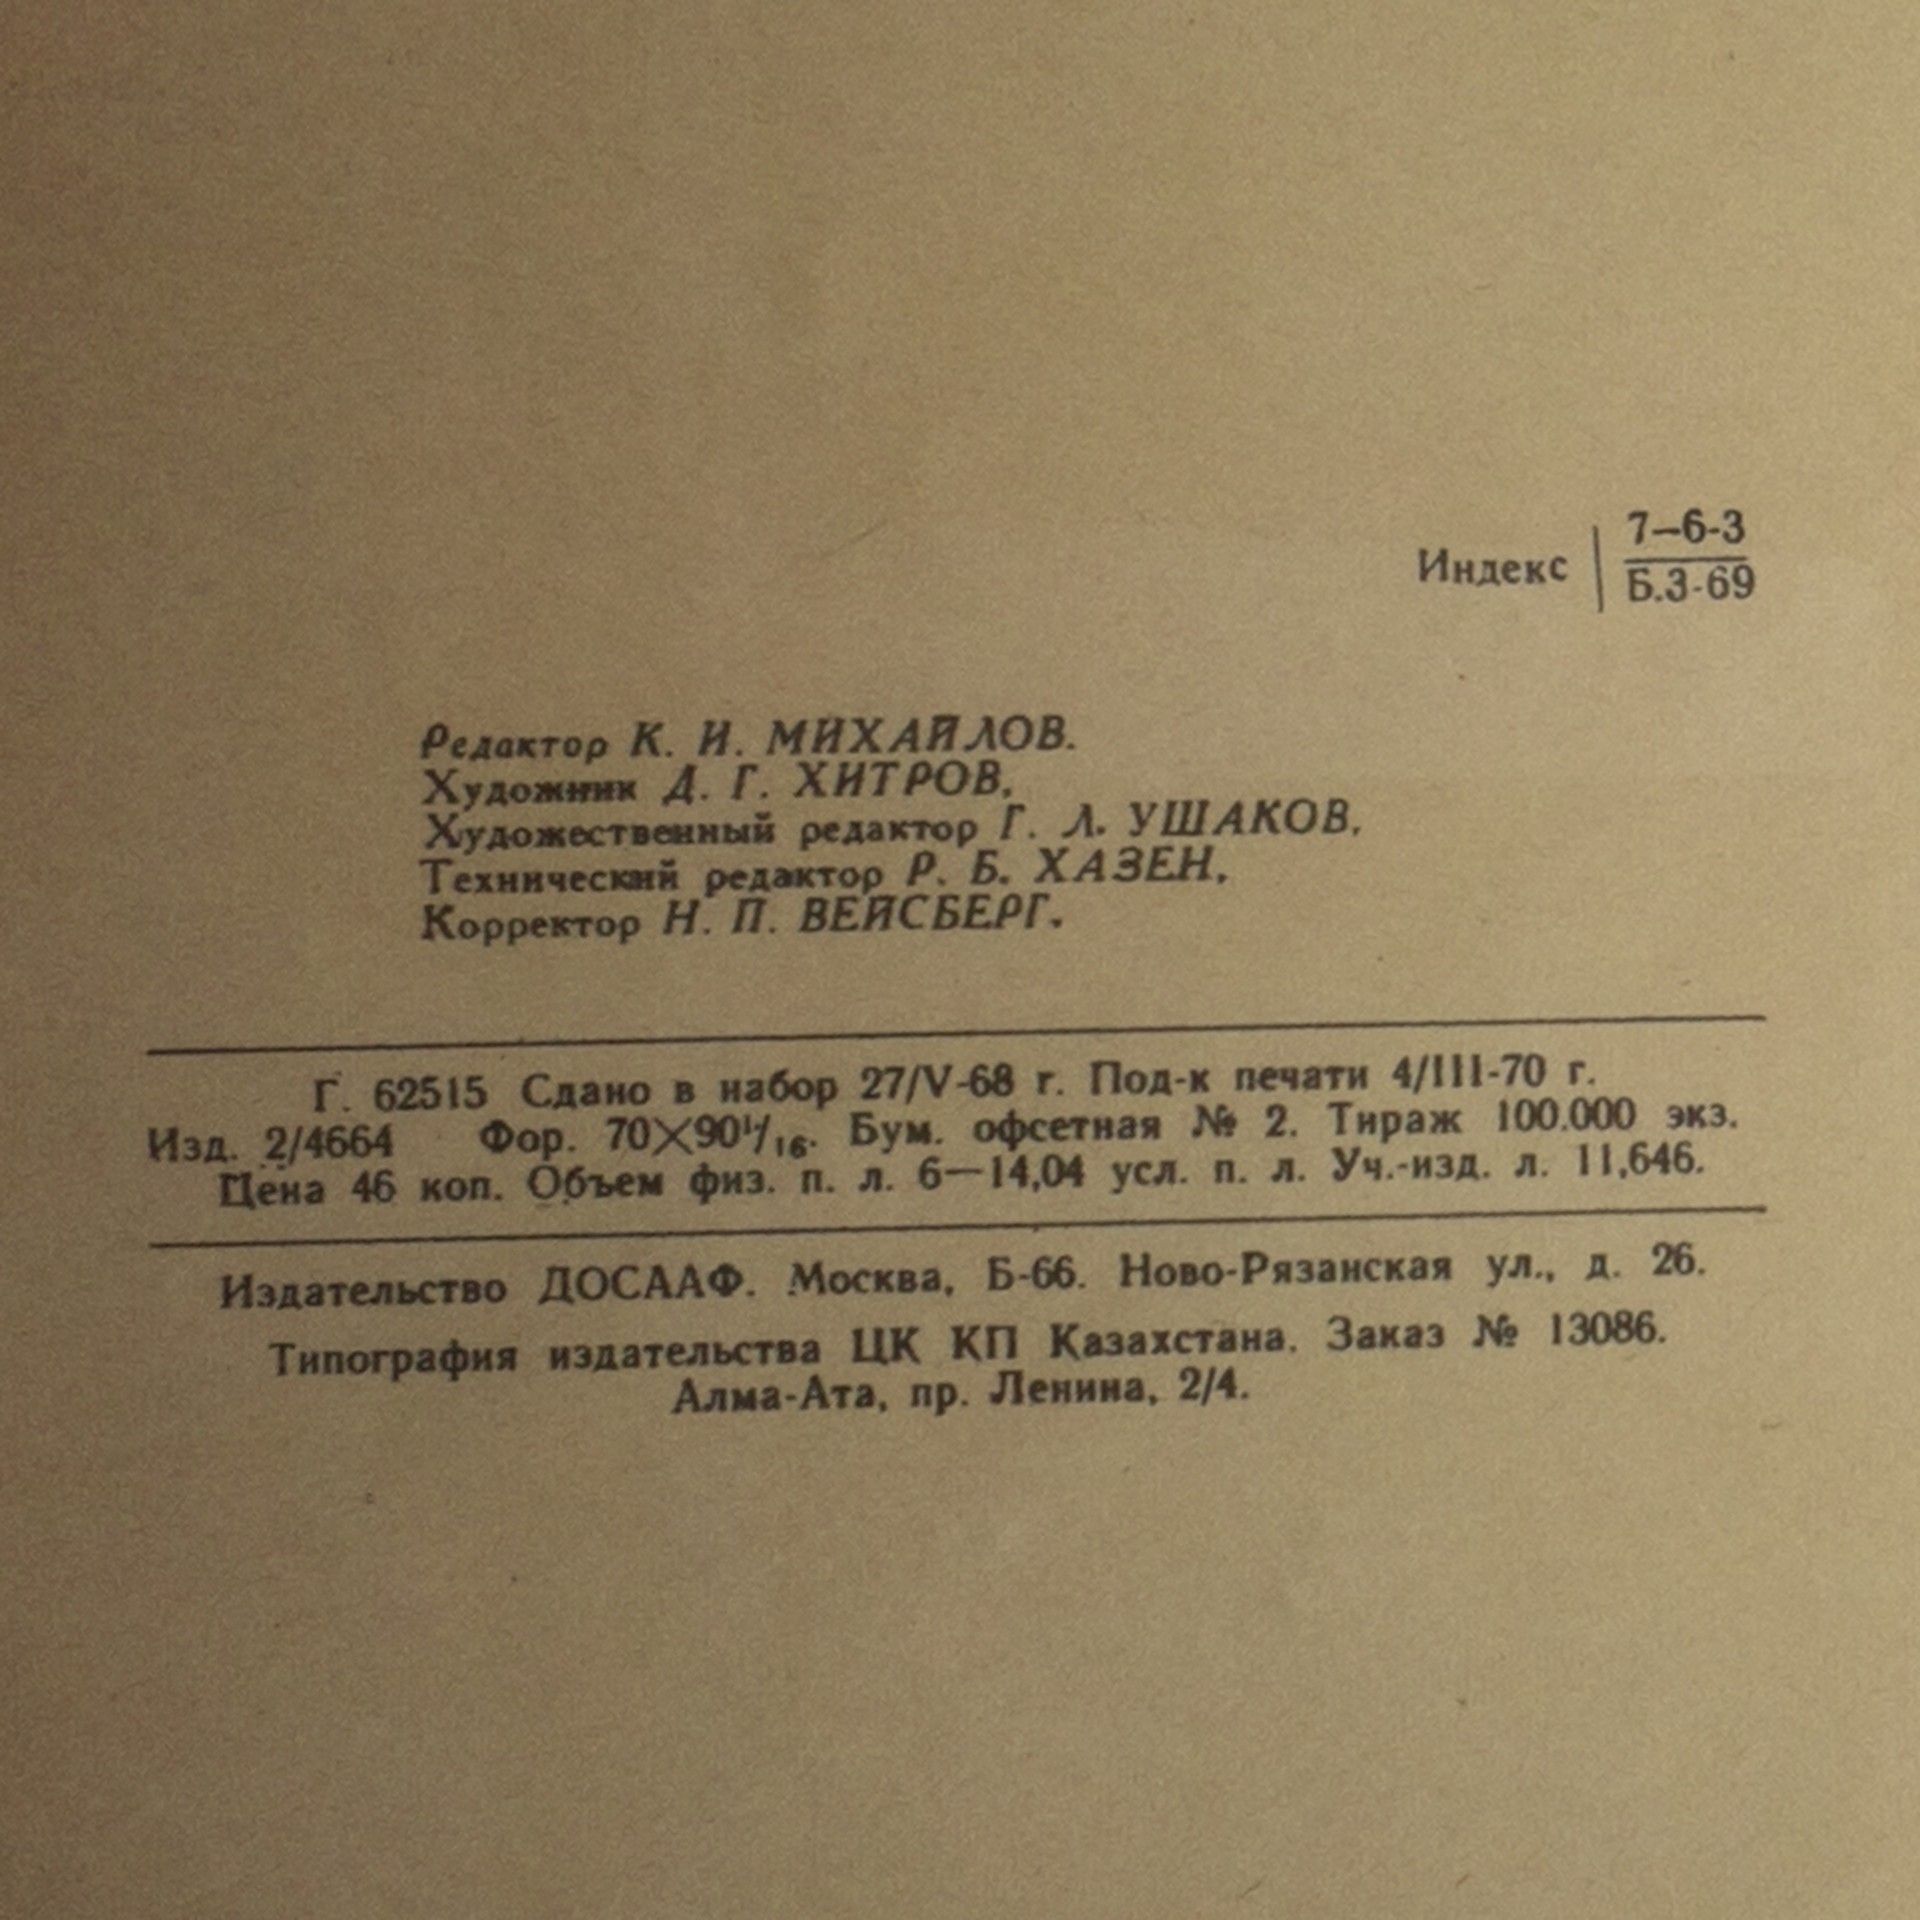 Индекс | 7—6-3
Б.3-69
Редактор К. И. МИХАЙЛОВ.
Художник Д. Г. ХИТРОВ,
Художественный редактор Г. Л. УШАКОВ,
Технический редактор Р. Б. ХАЗЕН,
Корректор Н. П. ВЕЙСБЕРГ.
Г. 62515 Сдано в набор 27/V-68 г. Под-к печати 4/III-70 г.
Изд. 2/4664 Фор. 70×90¹/₁₆. Бум. офсетная № 2. Тираж 100.000 экз.
Цена 46 коп. Объем физ. п. л. 6—14,04 усл. п. л. Уч.-изд. л. 11,646.
Издательство ДОСААФ. Москва, Б-66. Ново-Рязанская ул., д. 26.
Типография издательства ЦК КП Казахстана. Заказ № 13086.
Алма-Ата, пр. Ленина, 2/4.